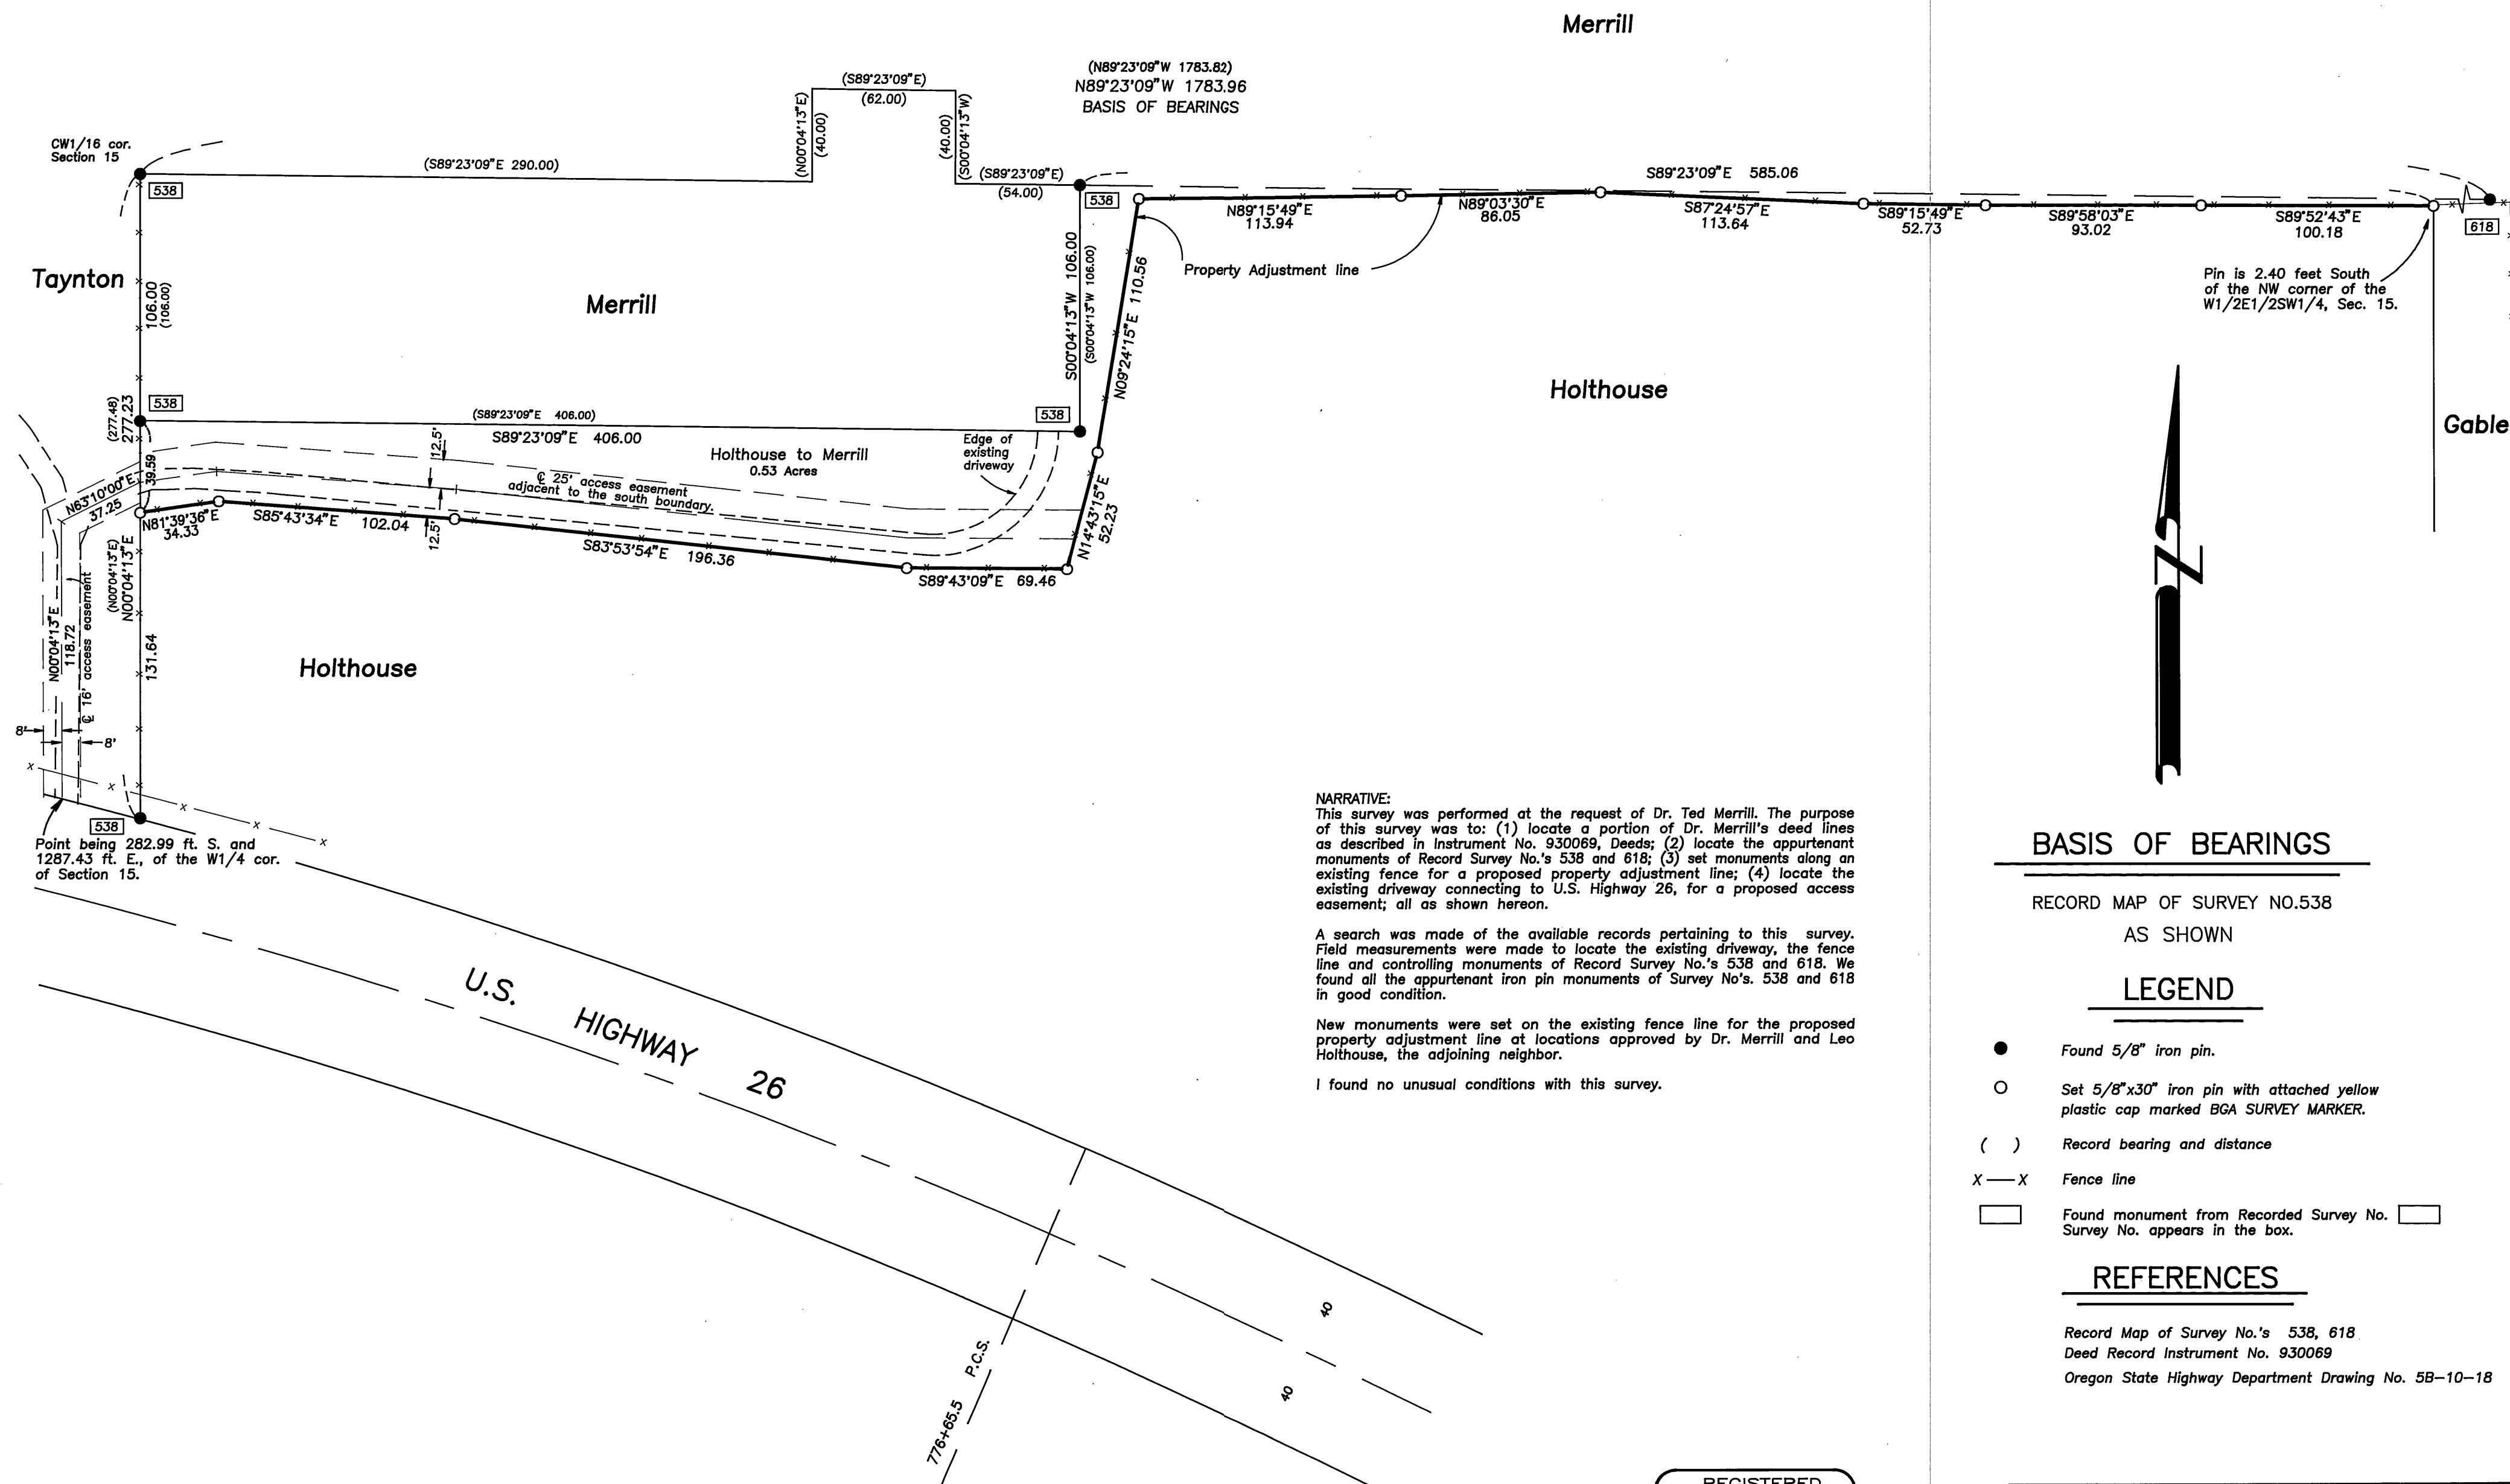 Merrill
(N89°23'09"W 1783.82)
N89°23'09"W 1783.96
BASIS OF BEARINGS
(S89°23'09"E)
(62.00)
(N00°04'13"E)
(40.00)
(40.00)
(S00°04'13"W)
CW1/16 cor.
Section 15
538
(S89°23'09"E 290.00)
(S89°23'09"E)
(54.00)
538
S89°23'09"E 585.06
N89°15'49"E
113.94
N89°03'30"E
86.05
S87°24'57"E
113.64
S89°15'49"E
52.73
S89°58'03"E
93.02
S89°52'43"E
100.18
618
Taynton
106.00
(106.00)
Merrill
S00°04'13"W 106.00
(S00°04'13"W 106.00)
N09°24'15"E 110.56
Property Adjustment line
Pin is 2.40 feet South
of the NW corner of the
W1/2E1/2SW1/4, Sec. 15.
Holthouse
Gable
(277.48)
277.23
538
(S89°23'09"E 406.00)
S89°23'09"E 406.00
538
12.5'
Holthouse to Merrill
0.53 Acres
Edge of
existing
driveway
39.59
℄ 25' access easement
adjacent to the south boundary.
N63°10'00"E
37.25
N81°39'36"E
34.33
S85°43'34"E 102.04
12.5'
S83°53'54"E 196.36
S89°43'09"E 69.46
N14°43'15"E
52.23
(N00°04'13"E)
N00°04'13"E
N00°04'13"E
118.72
℄ 16' access easement
131.64
Holthouse
8'
8'
538
Point being 282.99 ft. S. and
1287.43 ft. E., of the W1/4 cor.
of Section 15.
U.S. HIGHWAY 26
40
40
776+65.5 P.C.S.
NARRATIVE:
This survey was performed at the request of Dr. Ted Merrill. The purpose
of this survey was to: (1) locate a portion of Dr. Merrill's deed lines
as described in Instrument No. 930069, Deeds; (2) locate the appurtenant
monuments of Record Survey No.'s 538 and 618; (3) set monuments along an
existing fence for a proposed property adjustment line; (4) locate the
existing driveway connecting to U.S. Highway 26, for a proposed access
easement; all as shown hereon.
A search was made of the available records pertaining to this survey.
Field measurements were made to locate the existing driveway, the fence
line and controlling monuments of Record Survey No.'s 538 and 618. We
found all the appurtenant iron pin monuments of Survey No's. 538 and 618
in good condition.
New monuments were set on the existing fence line for the proposed
property adjustment line at locations approved by Dr. Merrill and Leo
Holthouse, the adjoining neighbor.
I found no unusual conditions with this survey.
Z
BASIS OF BEARINGS
RECORD MAP OF SURVEY NO.538
AS SHOWN
LEGEND
Found 5/8" iron pin.
Set 5/8"x30" iron pin with attached yellow
plastic cap marked BGA SURVEY MARKER.
( ) Record bearing and distance
X — X Fence line
Found monument from Recorded Survey No.
Survey No. appears in the box.
REFERENCES
Record Map of Survey No.'s 538, 618
Deed Record Instrument No. 930069
Oregon State Highway Department Drawing No. 5B-10-18
REGISTERED